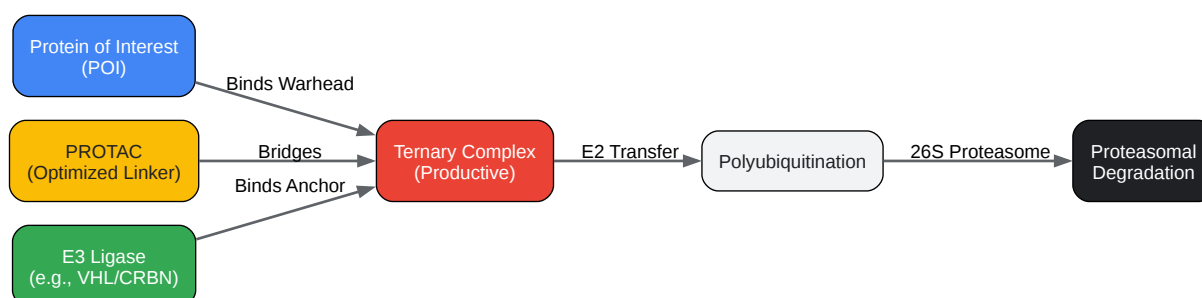 Protein of Interest
(POI)
Binds Warhead
PROTAC
(Optimized Linker)
Bridges
Binds Anchor
E3 Ligase
(e.g., VHL/CRBN)
Ternary Complex
(Productive)
E2 Transfer
Polyubiquitination
26S Proteasome
Proteasomal
Degradation